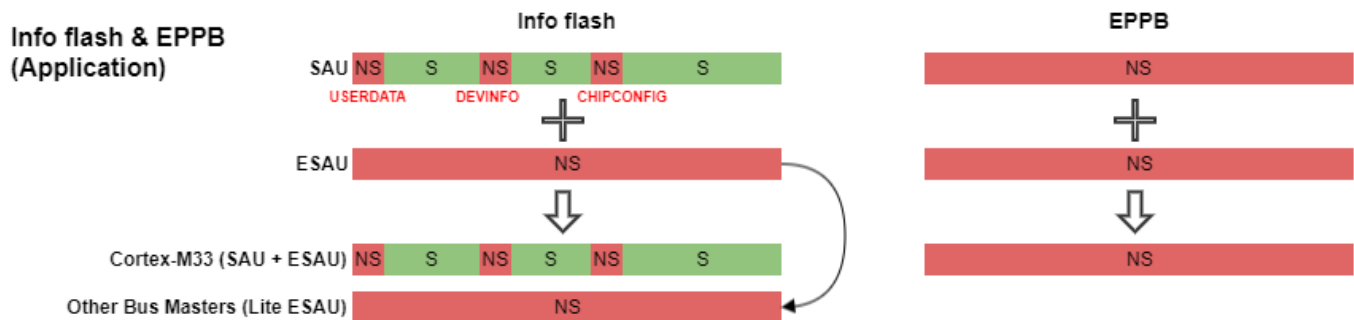 Info flash & EPPB
(Application)
Info flash
EPPB
SAU NS S NS S NS S
NS
USERDATA DEVINFO CHIPCONFIG
ESAU NS
NS
Cortex-M33 (SAU + ESAU) NS S NS S NS S
NS
Other Bus Masters (Lite ESAU) NS